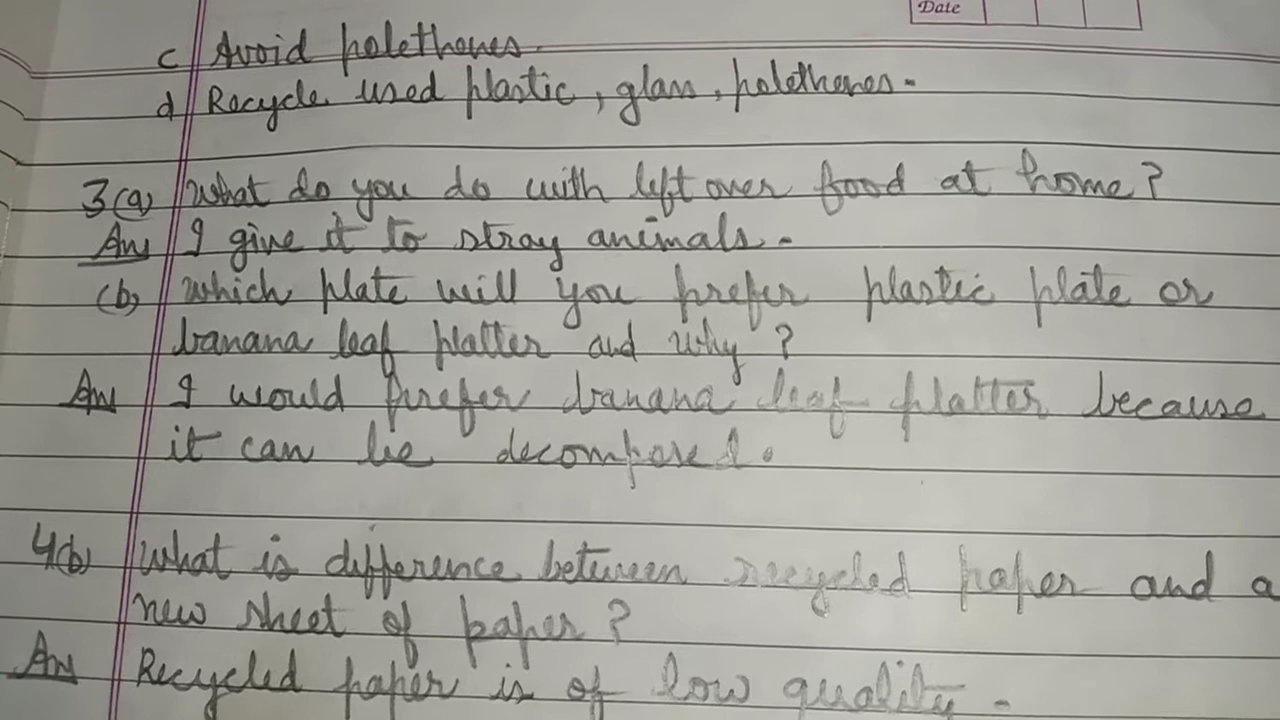 Date
c Avoid polethenes.
d Recycle used plastic, glass, polethenes.
3(a) What do you do with left over food at home?
Ans I give it to stray animals.
(b) which plate will you prefer plastic plate or
banana leaf platter and why?
Ans I would prefer banana leaf platter because
it can be decomposed.
4(b) What is difference between recycled paper and a
new sheet of paper?
Ans Recycled paper is of low quality.